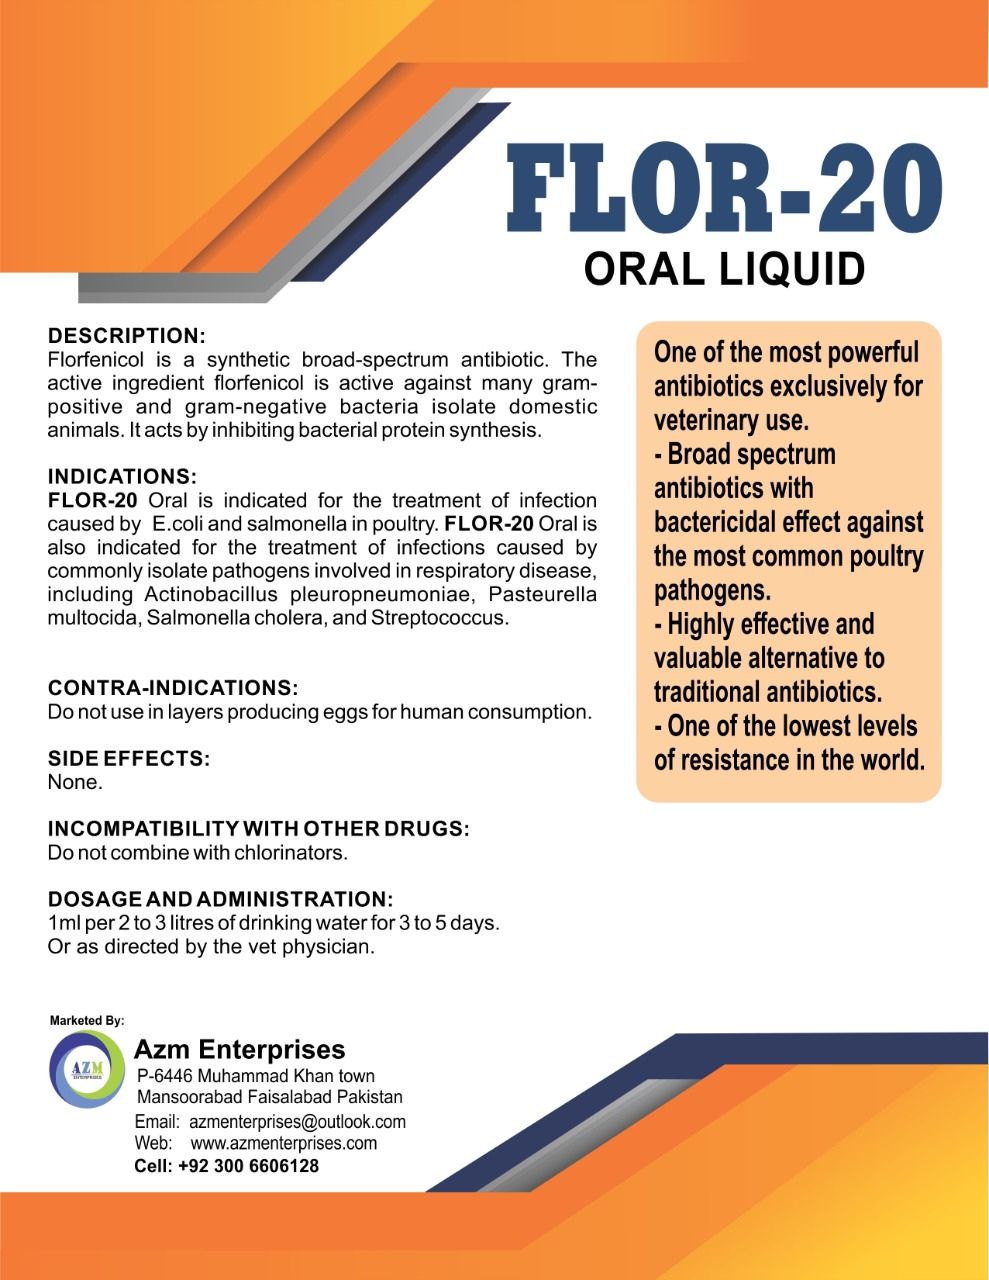 FLOR-20
ORAL LIQUID
DESCRIPTION:
Florfenicol is a synthetic broad-spectrum antibiotic. The
active ingredient florfenicol is active against many gram-
positive and gram-negative bacteria isolate domestic
animals. It acts by inhibiting bacterial protein synthesis.
INDICATIONS:
FLOR-20 Oral is indicated for the treatment of infection
caused by E.coli and salmonella in poultry. FLOR-20 Oral is
also indicated for the treatment of infections caused by
commonly isolate pathogens involved in respiratory disease,
including Actinobacillus pleuropneumoniae, Pasteurella
multocida, Salmonella cholera, and Streptococcus.
CONTRA-INDICATIONS:
Do not use in layers producing eggs for human consumption.
SIDE EFFECTS:
None.
INCOMPATIBILITY WITH OTHER DRUGS:
Do not combine with chlorinators.
DOSAGE AND ADMINISTRATION:
1ml per 2 to 3 litres of drinking water for 3 to 5 days.
Or as directed by the vet physician.
One of the most powerful
antibiotics exclusively for
veterinary use.
- Broad spectrum
antibiotics with
bactericidal effect against
the most common poultry
pathogens.
- Highly effective and
valuable alternative to
traditional antibiotics.
- One of the lowest levels
of resistance in the world.
Marketed By:
AZM
ENTERPRISES
Azm Enterprises
P-6446 Muhammad Khan town
Mansoorabad Faisalabad Pakistan
Email: azmenterprises@outlook.com
Web: www.azmenterprises.com
Cell: +92 300 6606128